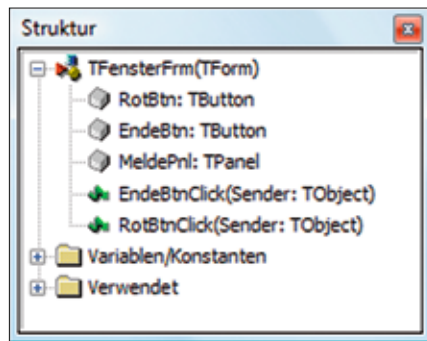 Struktur
TFensterFrm(TForm)
RotBtn: TButton
EndeBtn: TButton
MeldePnl: TPanel
EndeBtnClick(Sender: TObject)
RotBtnClick(Sender: TObject)
Variablen/Konstanten
Verwendet